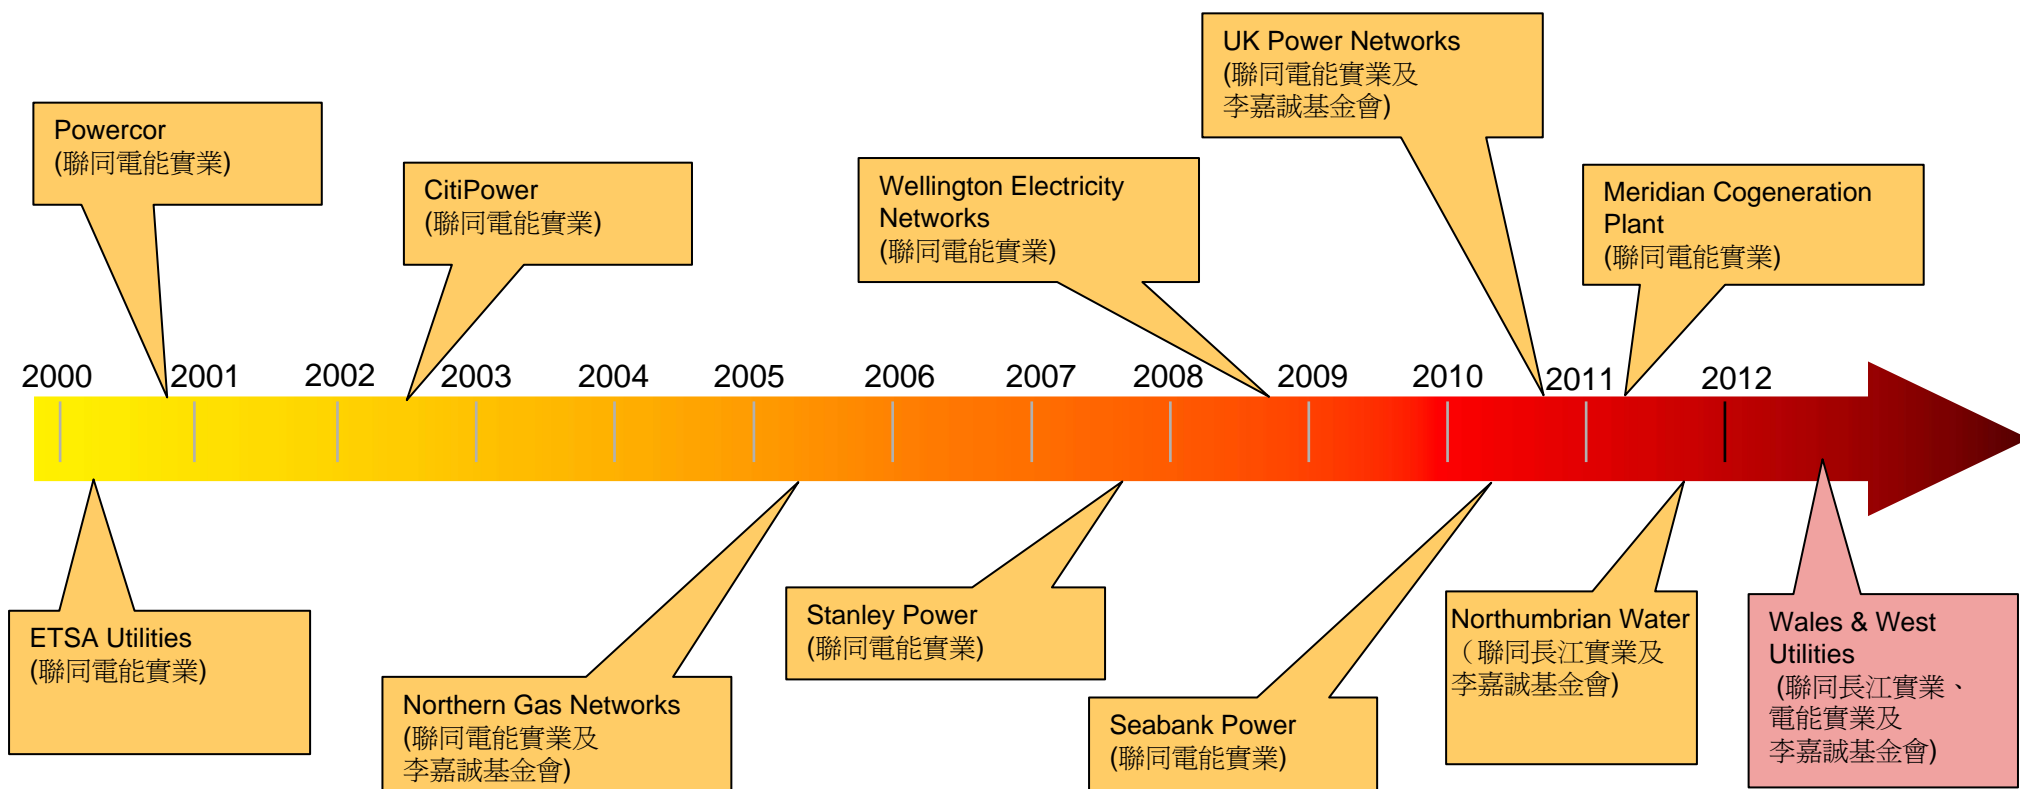 UK Power Networks
(聯同電能實業及
李嘉誠基金會)
Powercor
(聯同電能實業)
CitiPower
(聯同電能實業)
Wellington Electricity
Networks
(聯同電能實業)
Meridian Cogeneration
Plant
(聯同電能實業)
2000 2001 2002 2003 2004 2005 2006 2007 2008 2009 2010 2011 2012
ETSA Utilities
(聯同電能實業)
Northern Gas Networks
(聯同電能實業及
李嘉誠基金會)
Stanley Power
(聯同電能實業)
Seabank Power
(聯同電能實業)
Northumbrian Water
（聯同長江實業及
李嘉誠基金會)
Wales & West
Utilities
(聯同長江實業、
電能實業及
李嘉誠基金會)